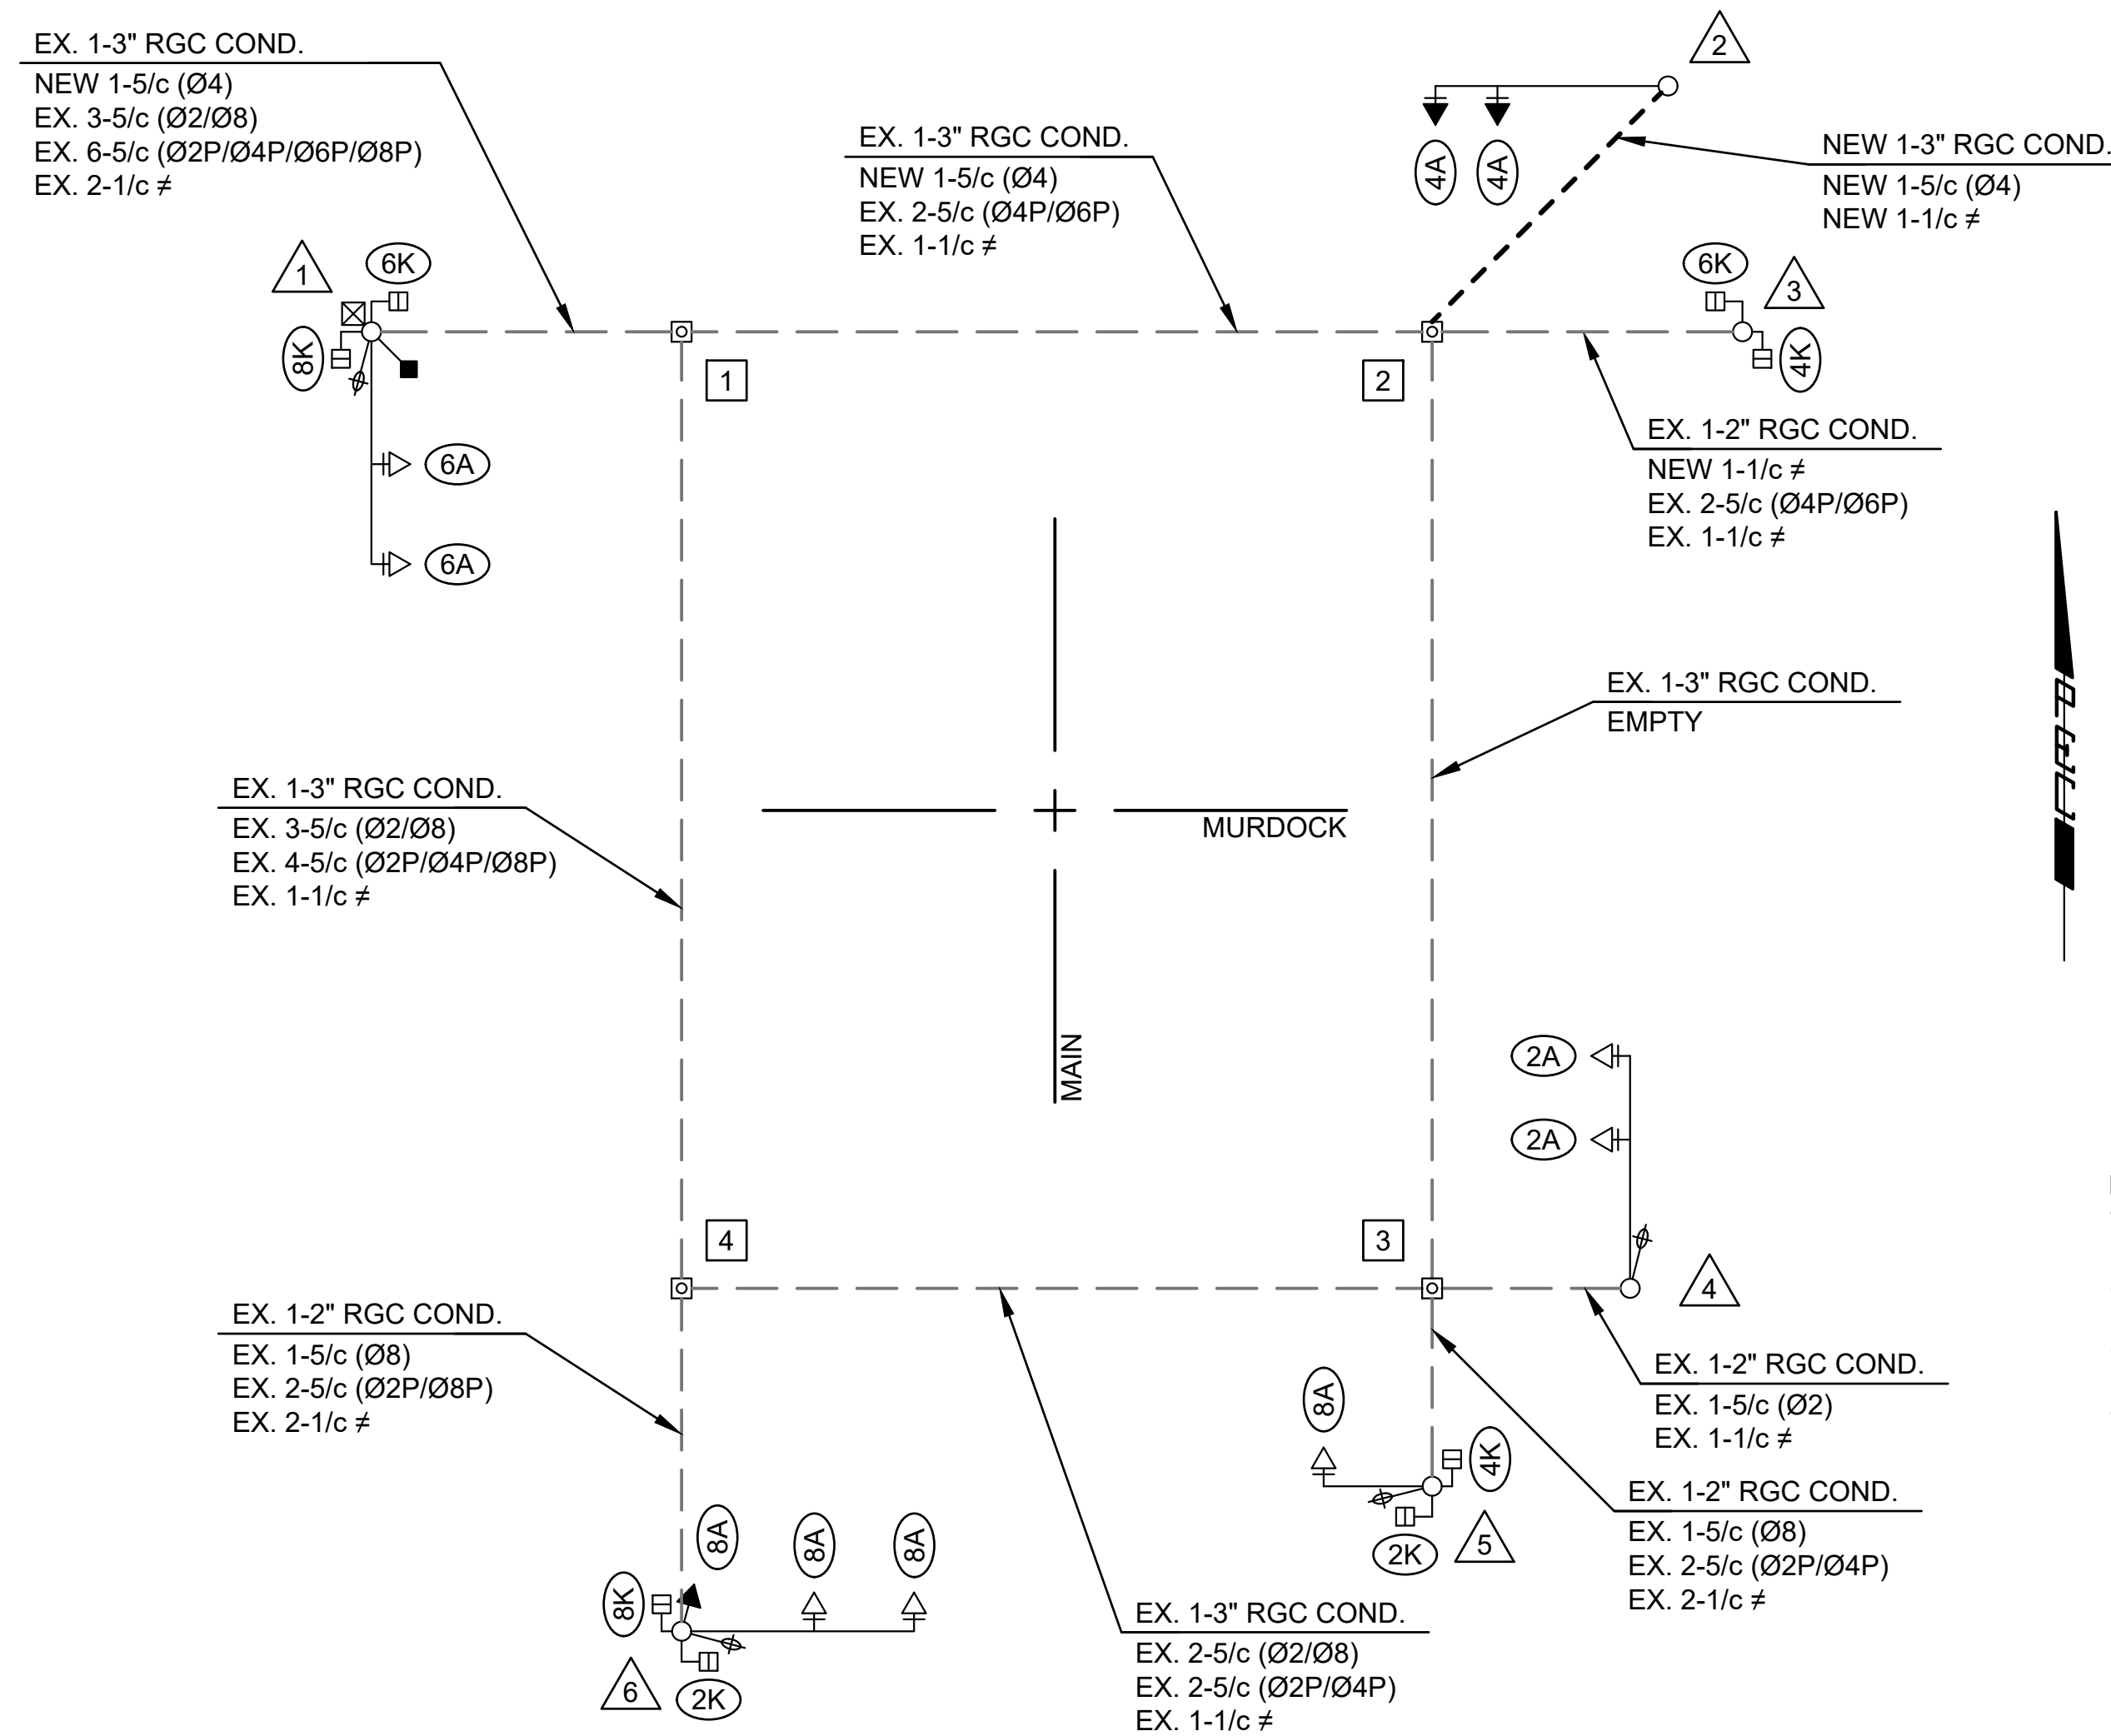 EX. 1-3" RGC COND.
NEW 1-5/c (Ø4)
EX. 3-5/c (Ø2/Ø8)
EX. 6-5/c (Ø2P/Ø4P/Ø6P/Ø8P)
EX. 2-1/c ≠
EX. 1-3" RGC COND.
NEW 1-5/c (Ø4)
EX. 2-5/c (Ø4P/Ø6P)
EX. 1-1/c ≠
2
4A
4A
NEW 1-3" RGC COND.
NEW 1-5/c (Ø4)
NEW 1-1/c ≠
1
6K
8K
6A
6A
1
2
6K
3
4K
EX. 1-2" RGC COND.
NEW 1-1/c ≠
EX. 2-5/c (Ø4P/Ø6P)
EX. 1-1/c ≠
EX. 1-3" RGC COND.
EMPTY
EX. 1-3" RGC COND.
EX. 3-5/c (Ø2/Ø8)
EX. 4-5/c (Ø2P/Ø4P/Ø8P)
EX. 1-1/c ≠
MURDOCK
MAIN
2A
2A
4
3
4
EX. 1-2" RGC COND.
EX. 1-5/c (Ø8)
EX. 2-5/c (Ø2P/Ø8P)
EX. 2-1/c ≠
EX. 1-2" RGC COND.
EX. 1-5/c (Ø2)
EX. 1-1/c ≠
8A
4K
2K
5
EX. 1-2" RGC COND.
EX. 1-5/c (Ø8)
EX. 2-5/c (Ø2P/Ø4P)
EX. 2-1/c ≠
8A
8A
8A
8K
6
2K
EX. 1-3" RGC COND.
EX. 2-5/c (Ø2/Ø8)
EX. 2-5/c (Ø2P/Ø4P)
EX. 1-1/c ≠